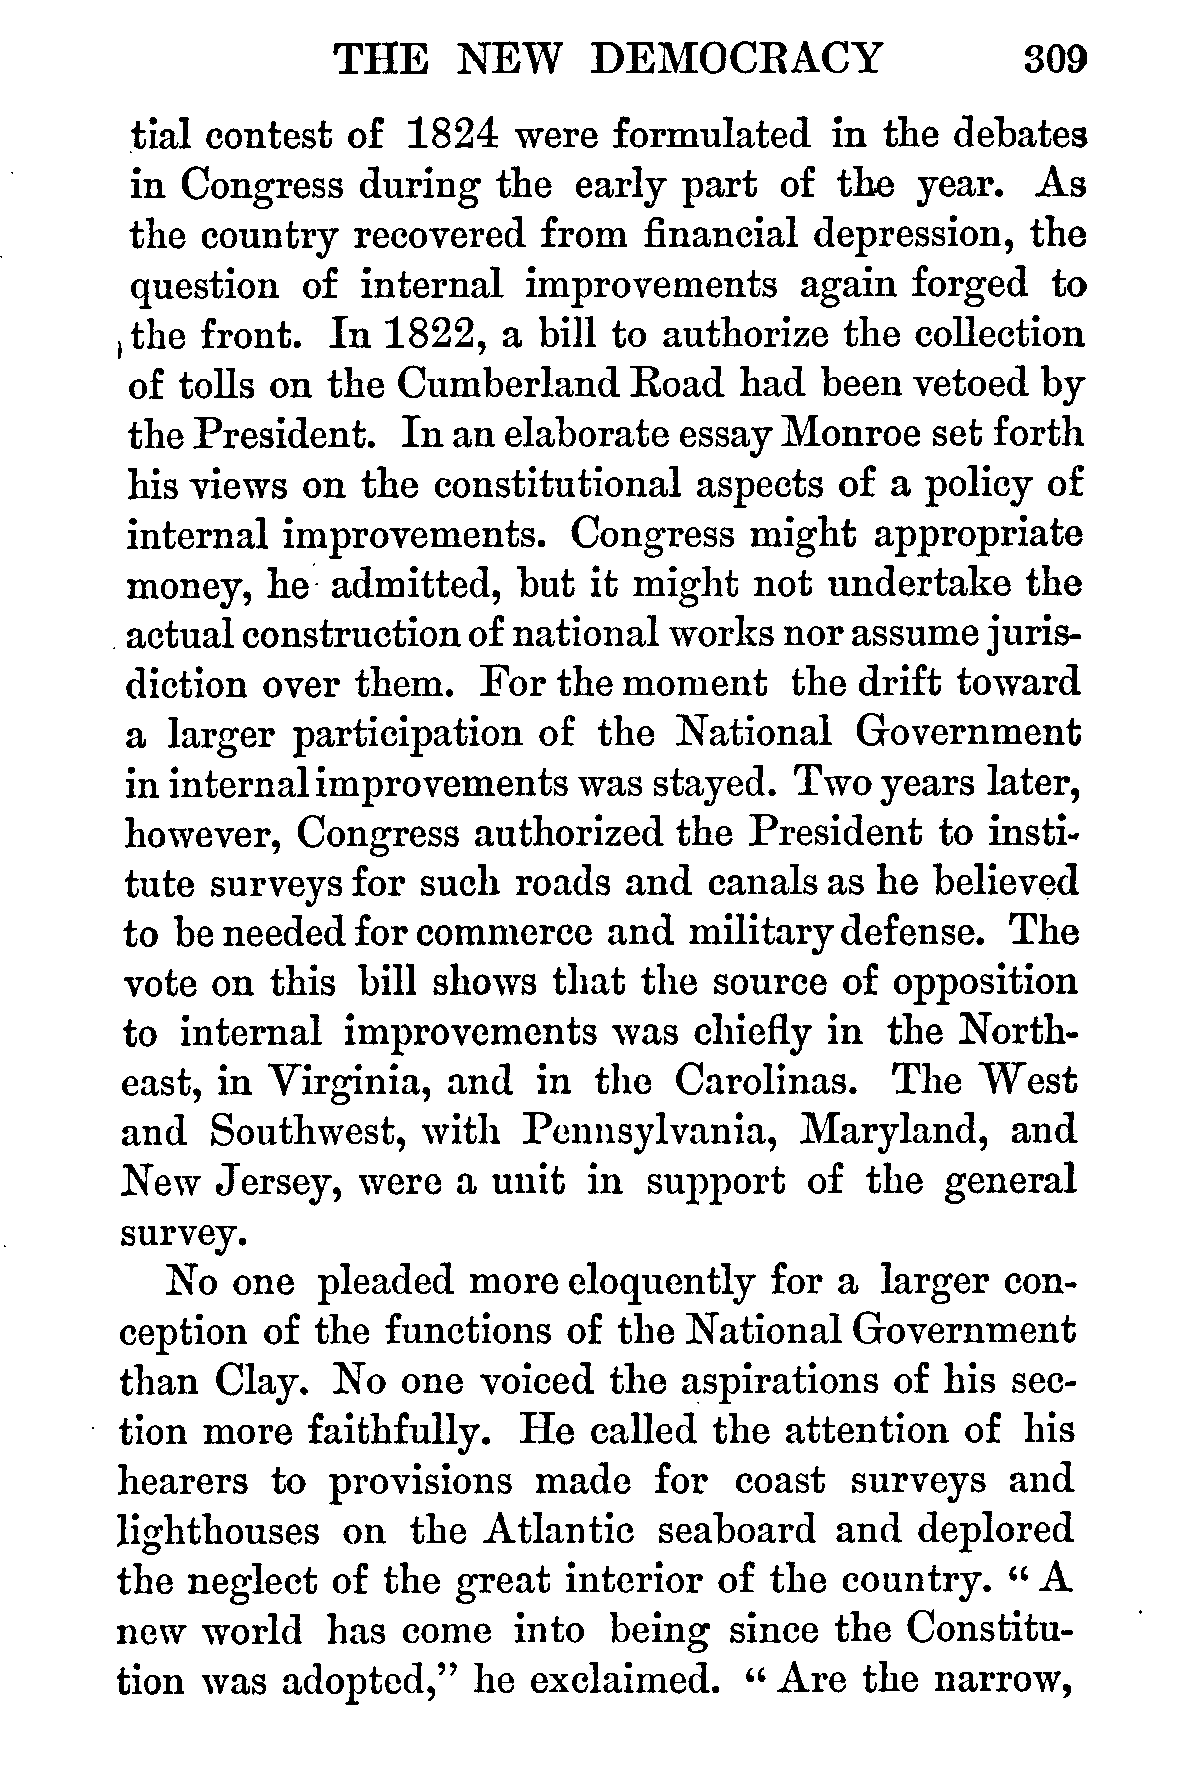 THE NEW DEMOCRACY 309
tial contest of 1824 were formulated in the debates
in Congress during the early part of the year. As
the country recovered from financial depression, the
question of internal improvements again forged to
the front. In 1822, a bill to authorize the collection
of tolls on the Cumberland Road had been vetoed by
the President. In an elaborate essay Monroe set forth
his views on the constitutional aspects of a policy of
internal improvements. Congress might appropriate
money, he admitted, but it might not undertake the
actual construction of national works nor assume juris-
diction over them. For the moment the drift toward
a larger participation of the National Government
in internal improvements was stayed. Two years later,
however, Congress authorized the President to insti-
tute surveys for such roads and canals as he believed
to be needed for commerce and military defense. The
vote on this bill shows that the source of opposition
to internal improvements was chiefly in the North-
east, in Virginia, and in the Carolinas. The West
and Southwest, with Pennsylvania, Maryland, and
New Jersey, were a unit in support of the general
survey.
No one pleaded more eloquently for a larger con-
ception of the functions of the National Government
than Clay. No one voiced the aspirations of his sec-
tion more faithfully. He called the attention of his
hearers to provisions made for coast surveys and
lighthouses on the Atlantic seaboard and deplored
the neglect of the great interior of the country. “ A
new world has come into being since the Constitu-
tion was adopted,” he exclaimed. “ Are the narrow,